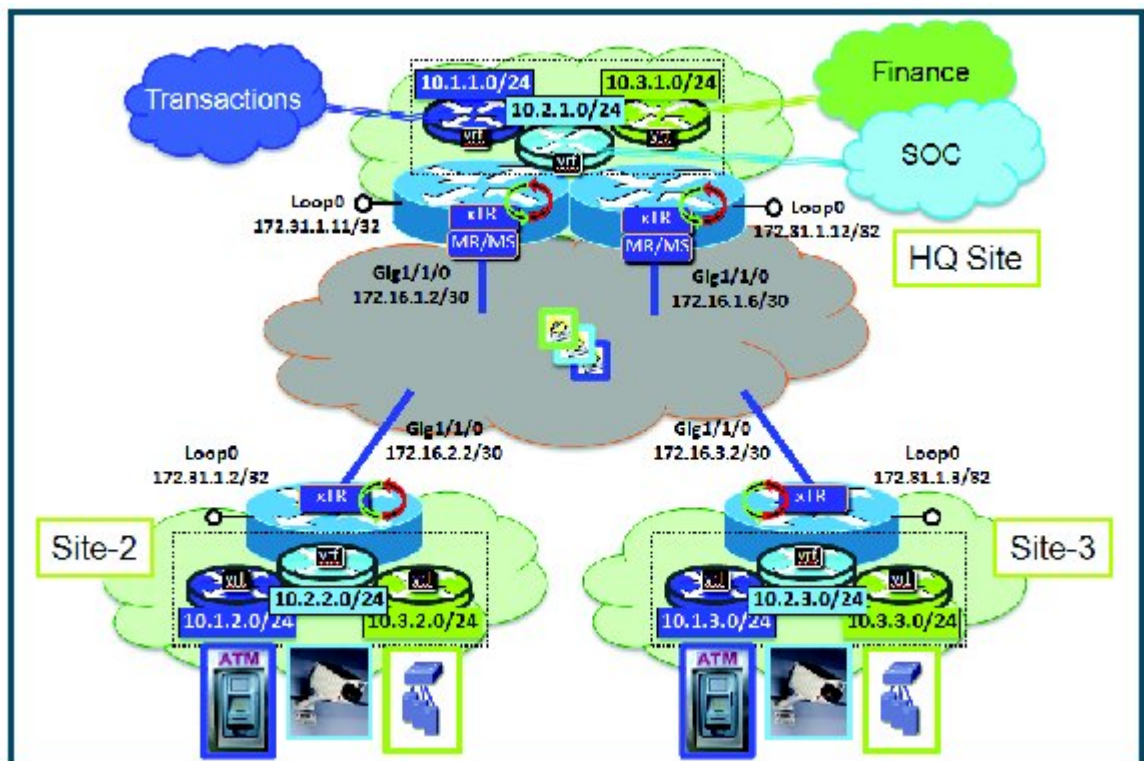 Transactions
10.1.1.0/24
10.2.1.0/24
10.3.1.0/24
Finance
SOC
vrf
vrf
vrf
Loop0
172.31.1.11/32
xTR
MR/MS
xTR
MR/MS
Loop0
172.31.1.12/32
HQ Site
Gig1/1/0
172.16.1.2/30
Gig1/1/0
172.16.1.6/30
Gig1/1/0
172.16.2.2/30
Gig1/1/0
172.16.3.2/30
Loop0
172.31.1.2/32
xTR
Site-2
vrf
vrf
vrf
10.1.2.0/24
10.2.2.0/24
10.3.2.0/24
ATM
Loop0
172.31.1.3/32
xTR
Site-3
vrf
vrf
vrf
10.1.3.0/24
10.2.3.0/24
10.3.3.0/24
ATM